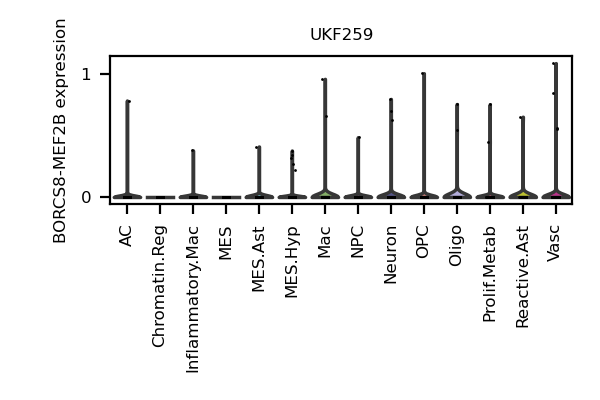 UKF259
BORCS8-MEF2B expression
1
0
AC
Chromatin.Reg
Inflammatory.Mac
MES
MES.Ast
MES.Hyp
Mac
NPC
Neuron
OPC
Oligo
Prolif.Metab
Reactive.Ast
Vasc